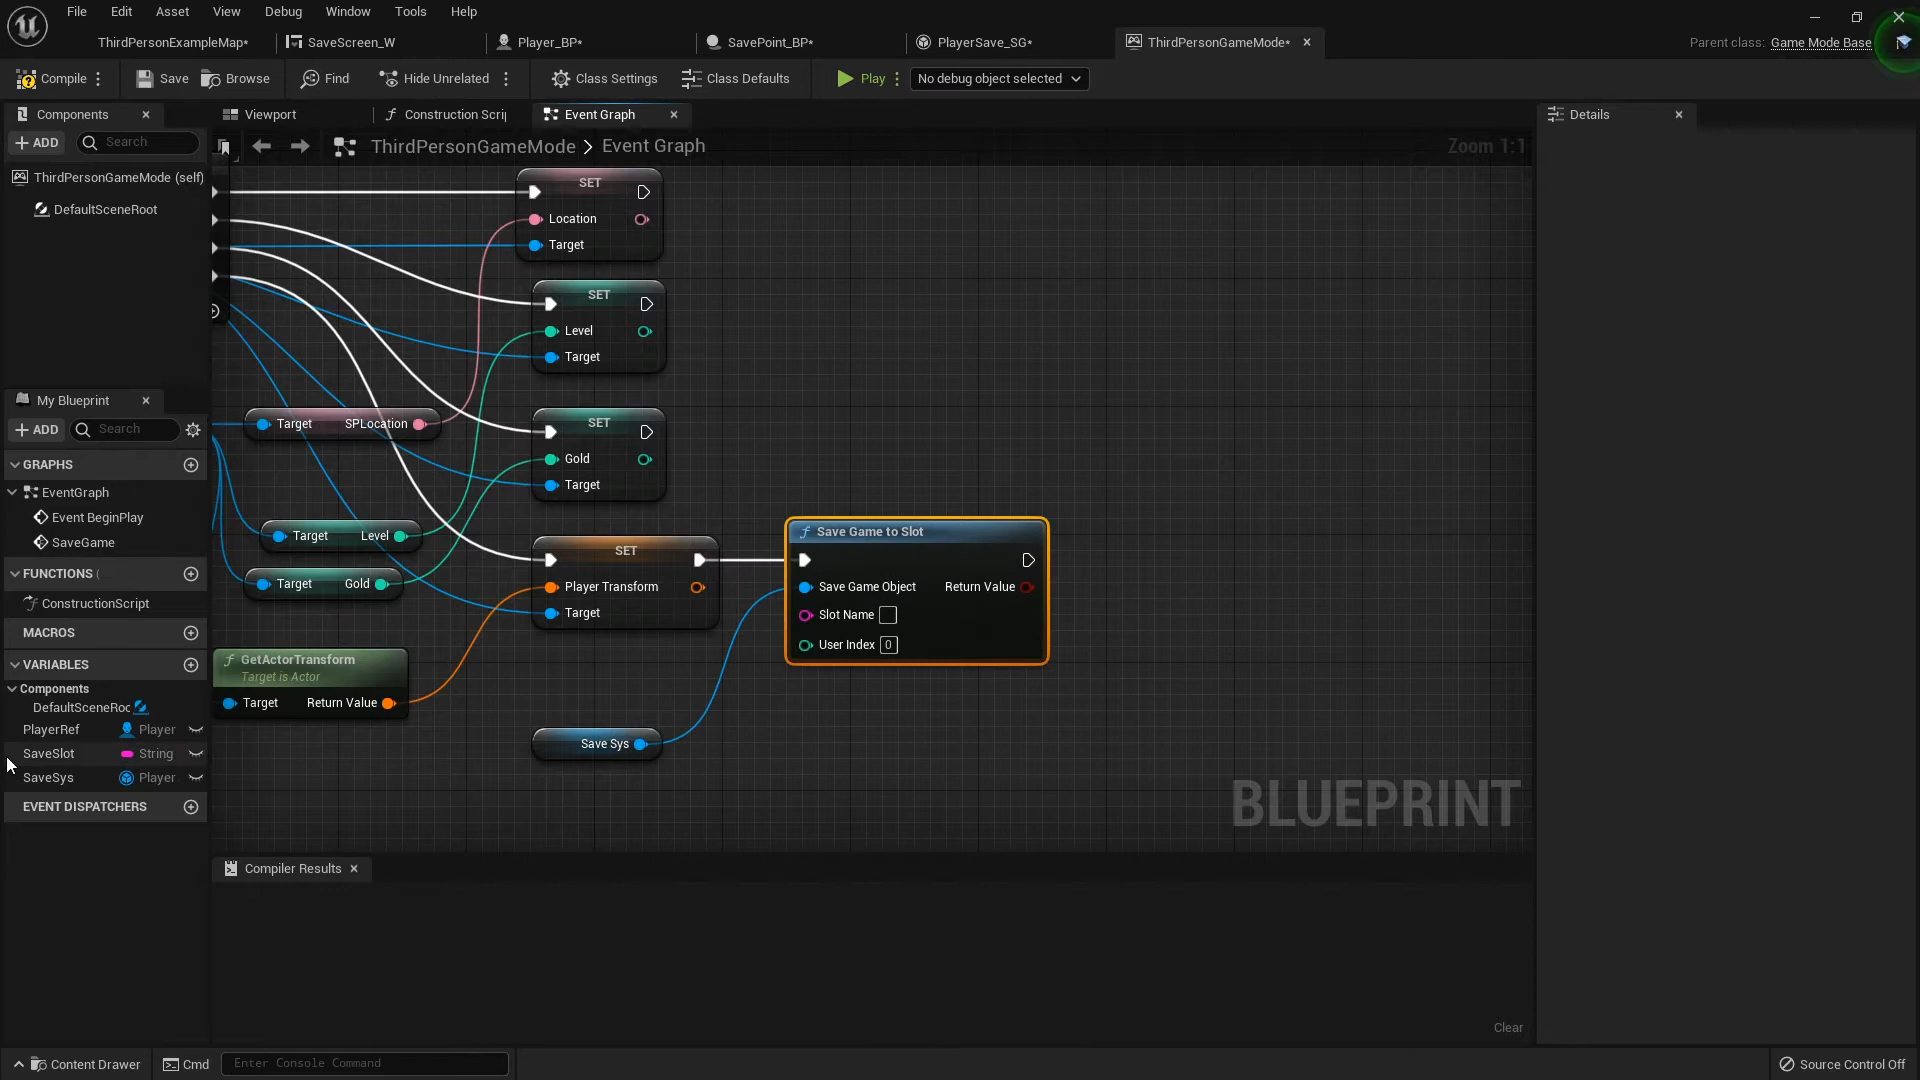 File Edit Asset View Debug Window Tools Help
ThirdPersonExampleMap*
SaveScreen_W
Player_BP*
SavePoint_BP*
PlayerSave_SG*
ThirdPersonGameMode*
Parent class: Game Mode Base
Compile
Save
Browse
Find
Hide Unrelated
Class Settings
Class Defaults
Play
No debug object selected
Components
ADD
Search
ThirdPersonGameMode (self)
DefaultSceneRoot
My Blueprint
ADD
Search
GRAPHS
EventGraph
Event BeginPlay
SaveGame
FUNCTIONS (
ConstructionScript
MACROS
VARIABLES
Components
DefaultSceneRoo
PlayerRef Player
SaveSlot String
SaveSys Player
EVENT DISPATCHERS
Viewport
Construction Scrip
Event Graph
ThirdPersonGameMode > Event Graph
Zoom 1:1
SET
Location
Target
SET
Level
Target
Target SPLocation
SET
Gold
Target
Target Level
Target Gold
SET
Player Transform
Target
GetActorTransform
Target is Actor
Target Return Value
Save Sys
Save Game to Slot
Save Game Object Return Value
Slot Name
User Index 0
BLUEPRINT
Compiler Results
Clear
Details
Content Drawer
Cmd
Enter Console Command
Source Control Off